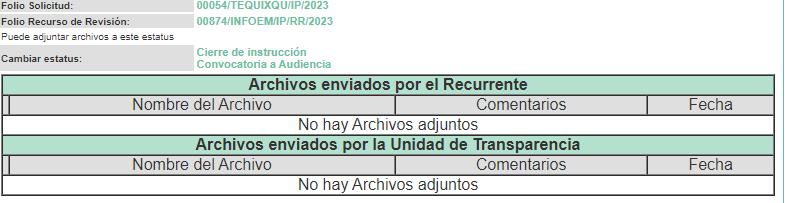 Folio Solicitud: 00054/TEQUIXQU/IP/2023
Folio Recurso de Revisión: 00874/INFOEM/IP/RR/2023
Puede adjuntar archivos a este estatus
Cambiar estatus: Cierre de instrucción
Convocatoria a Audiencia
Archivos enviados por el Recurrente
Nombre del Archivo Comentarios Fecha
No hay Archivos adjuntos
Archivos enviados por la Unidad de Transparencia
Nombre del Archivo Comentarios Fecha
No hay Archivos adjuntos